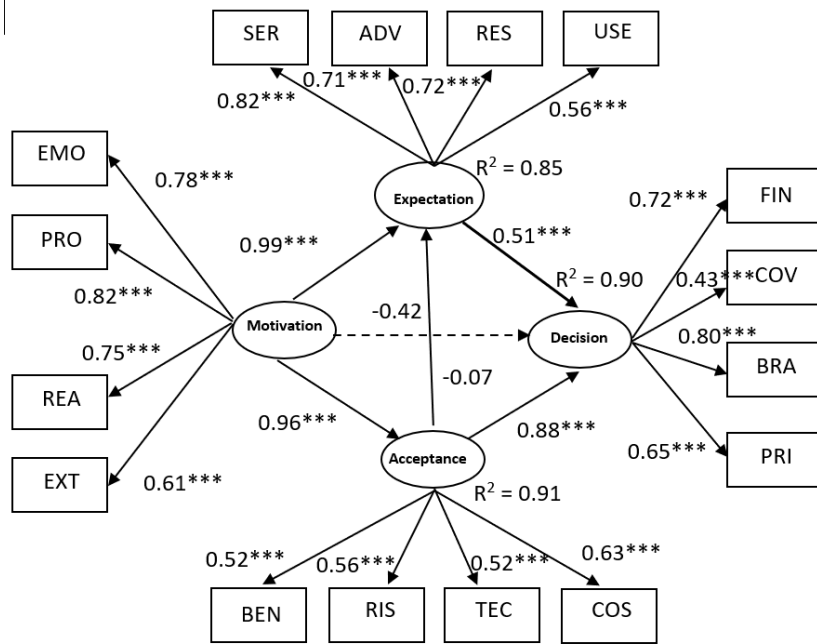 SER
ADV
RES
USE
0.82***
0.71***
0.72***
0.56***
EMO
PRO
REA
EXT
0.78***
0.82***
0.75***
0.61***
Expectation
R² = 0.85
0.99***
0.51***
Motivation
-0.42
R² = 0.90
Decision
0.96***
-0.07
0.88***
Acceptance
R² = 0.91
0.72***
0.43***
0.80***
0.65***
FIN
COV
BRA
PRI
0.52***
0.56***
0.52***
0.63***
BEN
RIS
TEC
COS